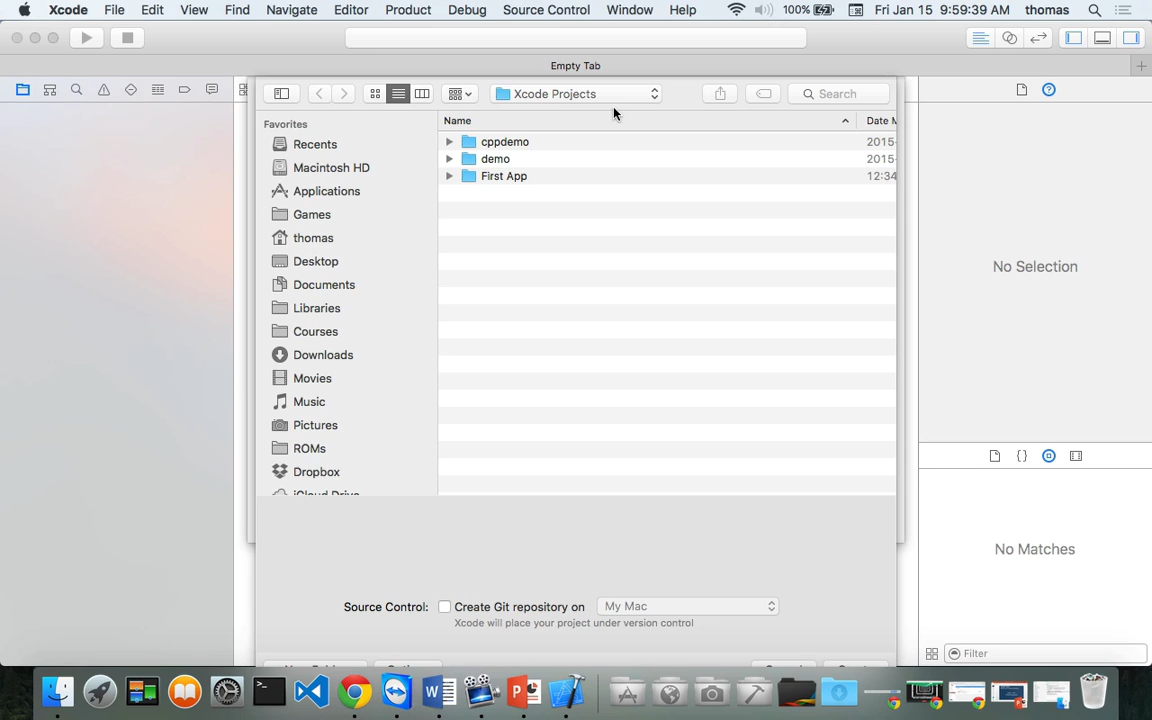 Xcode File Edit View Find Navigate Editor Product Debug Source Control Window Help 100% Fri Jan 15 9:59:39 AM thomas
Empty Tab
Xcode Projects
Search
Favorites
Recents
Macintosh HD
Applications
Games
thomas
Desktop
Documents
Libraries
Courses
Downloads
Movies
Music
Pictures
ROMs
Dropbox
iCloud Drive
Name Date M
cppdemo 2015-
demo 2015-
First App 12:34
Source Control: Create Git repository on My Mac
Xcode will place your project under version control
No Selection
No Matches
Filter